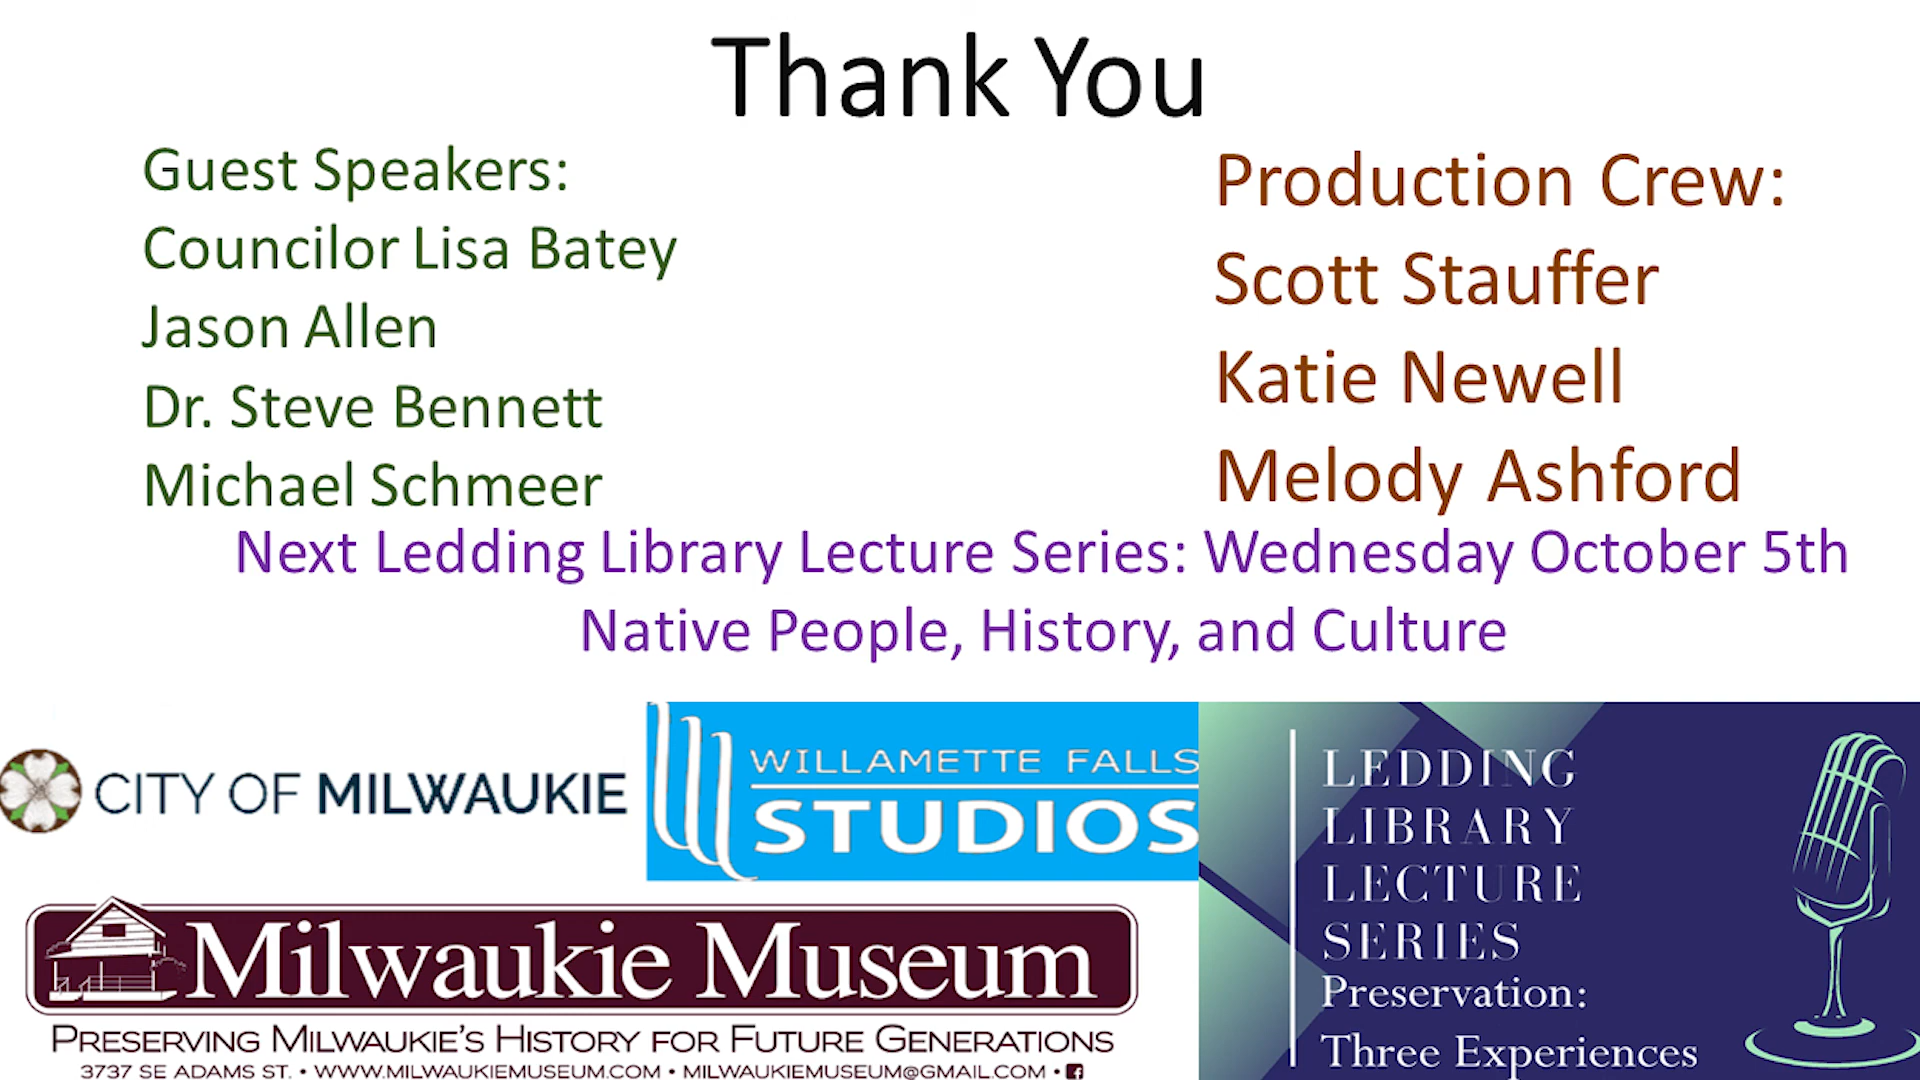 Thank You
Guest Speakers:
Councilor Lisa Batey
Jason Allen
Dr. Steve Bennett
Michael Schmeer
Production Crew:
Scott Stauffer
Katie Newell
Melody Ashford
Next Ledding Library Lecture Series: Wednesday October 5th
Native People, History, and Culture
CITY OF MILWAUKIE
WILLAMETTE FALLS
STUDIOS
Milwaukie Museum
PRESERVING MILWAUKIE'S HISTORY FOR FUTURE GENERATIONS
3737 SE ADAMS ST. • WWW.MILWAUKIEMUSEUM.COM • MILWAUKIEMUSEUM@GMAIL.COM •
LEDDING
LIBRARY
LECTURE
SERIES
Preservation:
Three Experiences